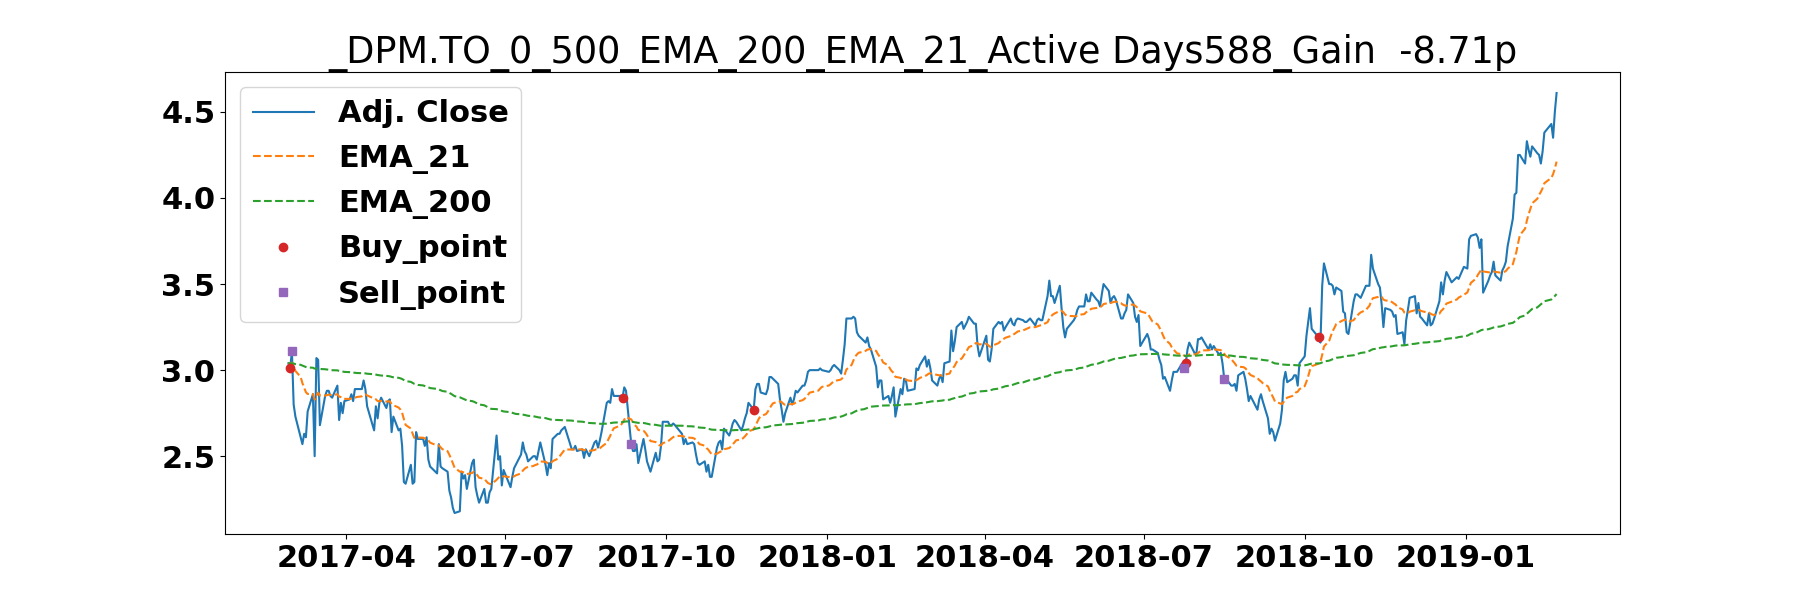 _DPM.TO_0_500_EMA_200_EMA_21_Active Days588_Gain  -8.71p
Adj. Close
EMA_21
EMA_200
Buy_point
Sell_point
4.5
4.0
3.5
3.0
2.5
2017-04 2017-07 2017-10 2018-01 2018-04 2018-07 2018-10 2019-01